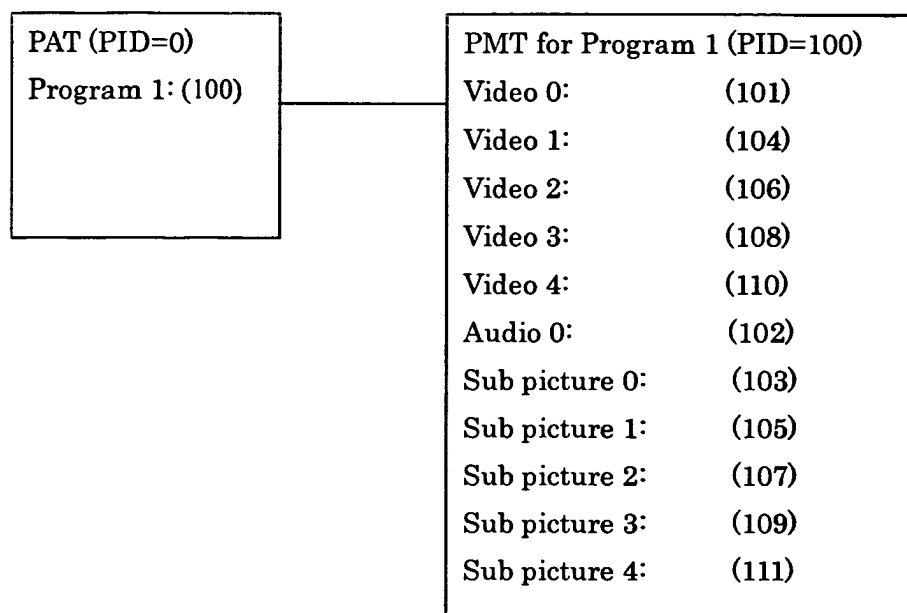 PAT (PID=0)
Program 1: (100)
PMT for Program 1 (PID=100)
Video 0: (101)
Video 1: (104)
Video 2: (106)
Video 3: (108)
Video 4: (110)
Audio 0: (102)
Sub picture 0: (103)
Sub picture 1: (105)
Sub picture 2: (107)
Sub picture 3: (109)
Sub picture 4: (111)